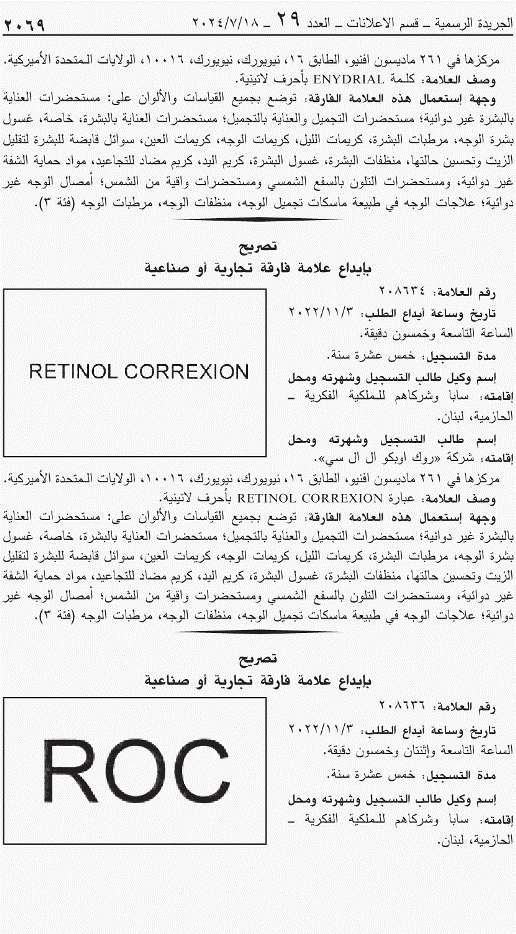 الجريدة الرسمية ــ قسم الاعلانات ــ العدد ٢٩ ــ ٢٠٢٤/٧/١٨
٢٠٦٩
مركزها في ٢٦١ ماديسون افنيو، الطابق ١٦، نيويورك، نيويورك، ١٠٠١٦، الولايات الـمتحدة الأميركية.
وصف العلامة: كلـمة ENYDRIAL بأحرف لاتينية.
وجهة إستعمال هذه العلامة الفارقة: توضع بجميع القياسات والألوان على: مستحضرات العناية
بالبشرة غير دوائية؛ مستحضرات التجميل والعناية بالتجميل؛ مستحضرات العناية بالبشرة، خاصة، غسول
بشرة الوجه، مرطبات البشرة، كريمات الليل، كريمات الوجه، كريمات العين، سوائل قابضة للبشرة لتقليل
الزيت وتحسين حالتها، منظفات البشرة، غسول البشرة، كريم اليد، كريم مضاد للتجاعيد، مواد حماية الشفة
غير دوائية، ومستحضرات التلون بالسفع الشمسي ومستحضرات واقية من الشمس؛ أمصال الوجه غير
دوائية؛ علاجات الوجه في طبيعة ماسكات تجميل الوجه، منظفات الوجه، مرطبات الوجه (فئة ٣).
تصريح
بإيداع علامة فارقة تجارية أو صناعية
رقم العلامة: ٢٠٨٦٣٤
تاريخ وساعة أيداع الطلب: ٢٠٢٢/١١/٣
الساعة التاسعة وخمسون دقيقة.
مدة التسجيل: خمس عشرة سنة.
إسم وكيل طالب التسجيل وشهرته ومحل
إقامته: سابا وشركاهم للـملكية الفكرية ــ
الحازمية، لبنان.
إسم طالب التسجيل وشهرته ومحل
إقامته: شركة «روك اوبكو ال ال سي».
RETINOL CORREXION
مركزها في ٢٦١ ماديسون افنيو، الطابق ١٦، نيويورك، نيويورك، ١٠٠١٦، الولايات الـمتحدة الأميركية.
وصف العلامة: عبارة RETINOL CORREXION بأحرف لاتينية.
وجهة إستعمال هذه العلامة الفارقة: توضع بجميع القياسات والألوان على: مستحضرات العناية
بالبشرة غير دوائية؛ مستحضرات التجميل والعناية بالتجميل؛ مستحضرات العناية بالبشرة، خاصة، غسول
بشرة الوجه، مرطبات البشرة، كريمات الليل، كريمات الوجه، كريمات العين، سوائل قابضة للبشرة لتقليل
الزيت وتحسين حالتها، منظفات البشرة، غسول البشرة، كريم اليد، كريم مضاد للتجاعيد، مواد حماية الشفة
غير دوائية، ومستحضرات التلون بالسفع الشمسي ومستحضرات واقية من الشمس؛ أمصال الوجه غير
دوائية؛ علاجات الوجه في طبيعة ماسكات تجميل الوجه، منظفات الوجه، مرطبات الوجه (فئة ٣).
تصريح
بإيداع علامة فارقة تجارية أو صناعية
رقم العلامة: ٢٠٨٦٣٦
تاريخ وساعة أيداع الطلب: ٢٠٢٢/١١/٣
الساعة التاسعة وإثنتان وخمسون دقيقة.
مدة التسجيل: خمس عشرة سنة.
إسم وكيل طالب التسجيل وشهرته ومحل
إقامته: سابا وشركاهم للـملكية الفكرية ــ
الحازمية، لبنان.
ROC